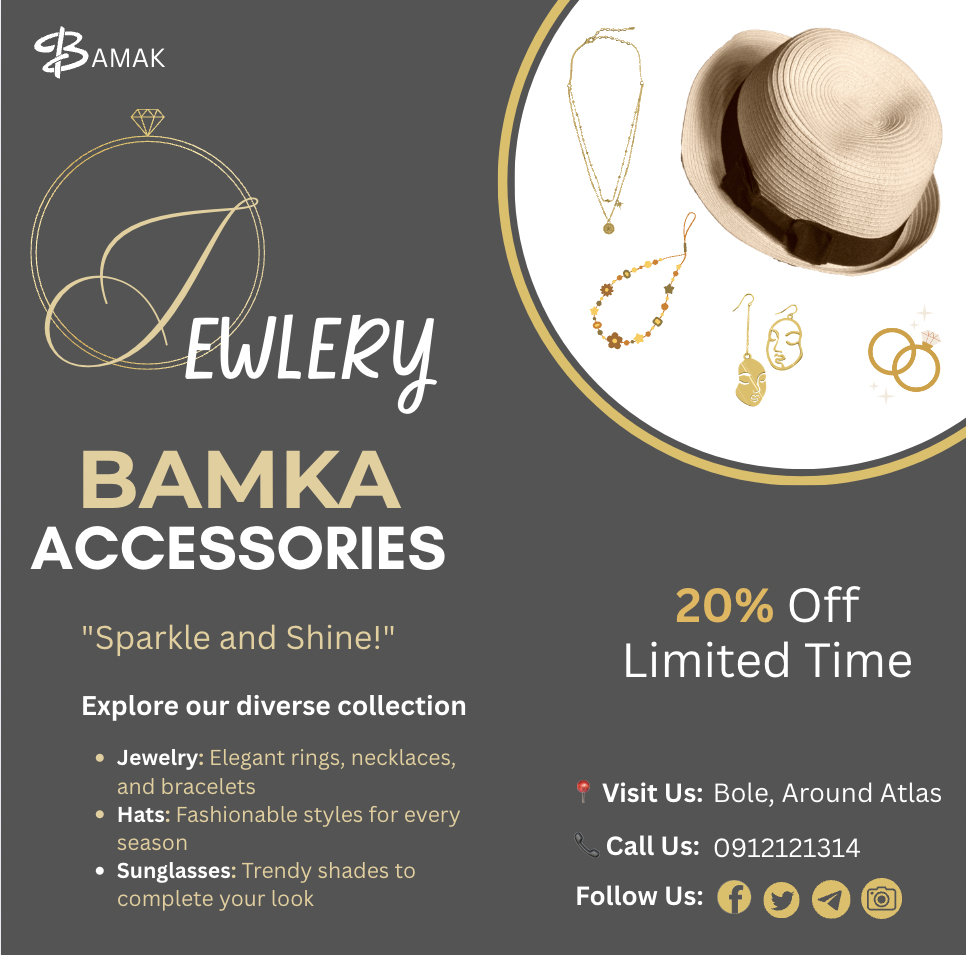 BAMAK
JEWLERY
BAMKA
ACCESSORIES
"Sparkle and Shine!"
Explore our diverse collection
• Jewelry: Elegant rings, necklaces,
and bracelets
• Hats: Fashionable styles for every
season
• Sunglasses: Trendy shades to
complete your look
20% Off
Limited Time
Visit Us: Bole, Around Atlas
Call Us: 0912121314
Follow Us: